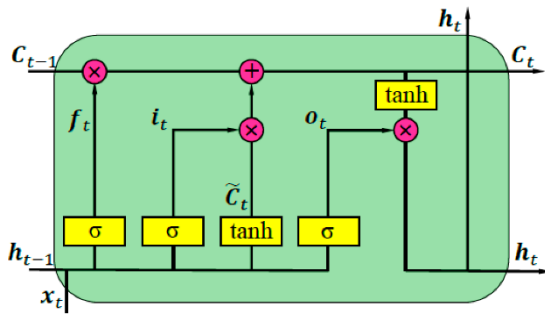 h_t
C_{t-1} × + C_t
tanh
f_t i_t × o_t ×
C̃_t
σ σ tanh σ
h_{t-1} h_t
x_t